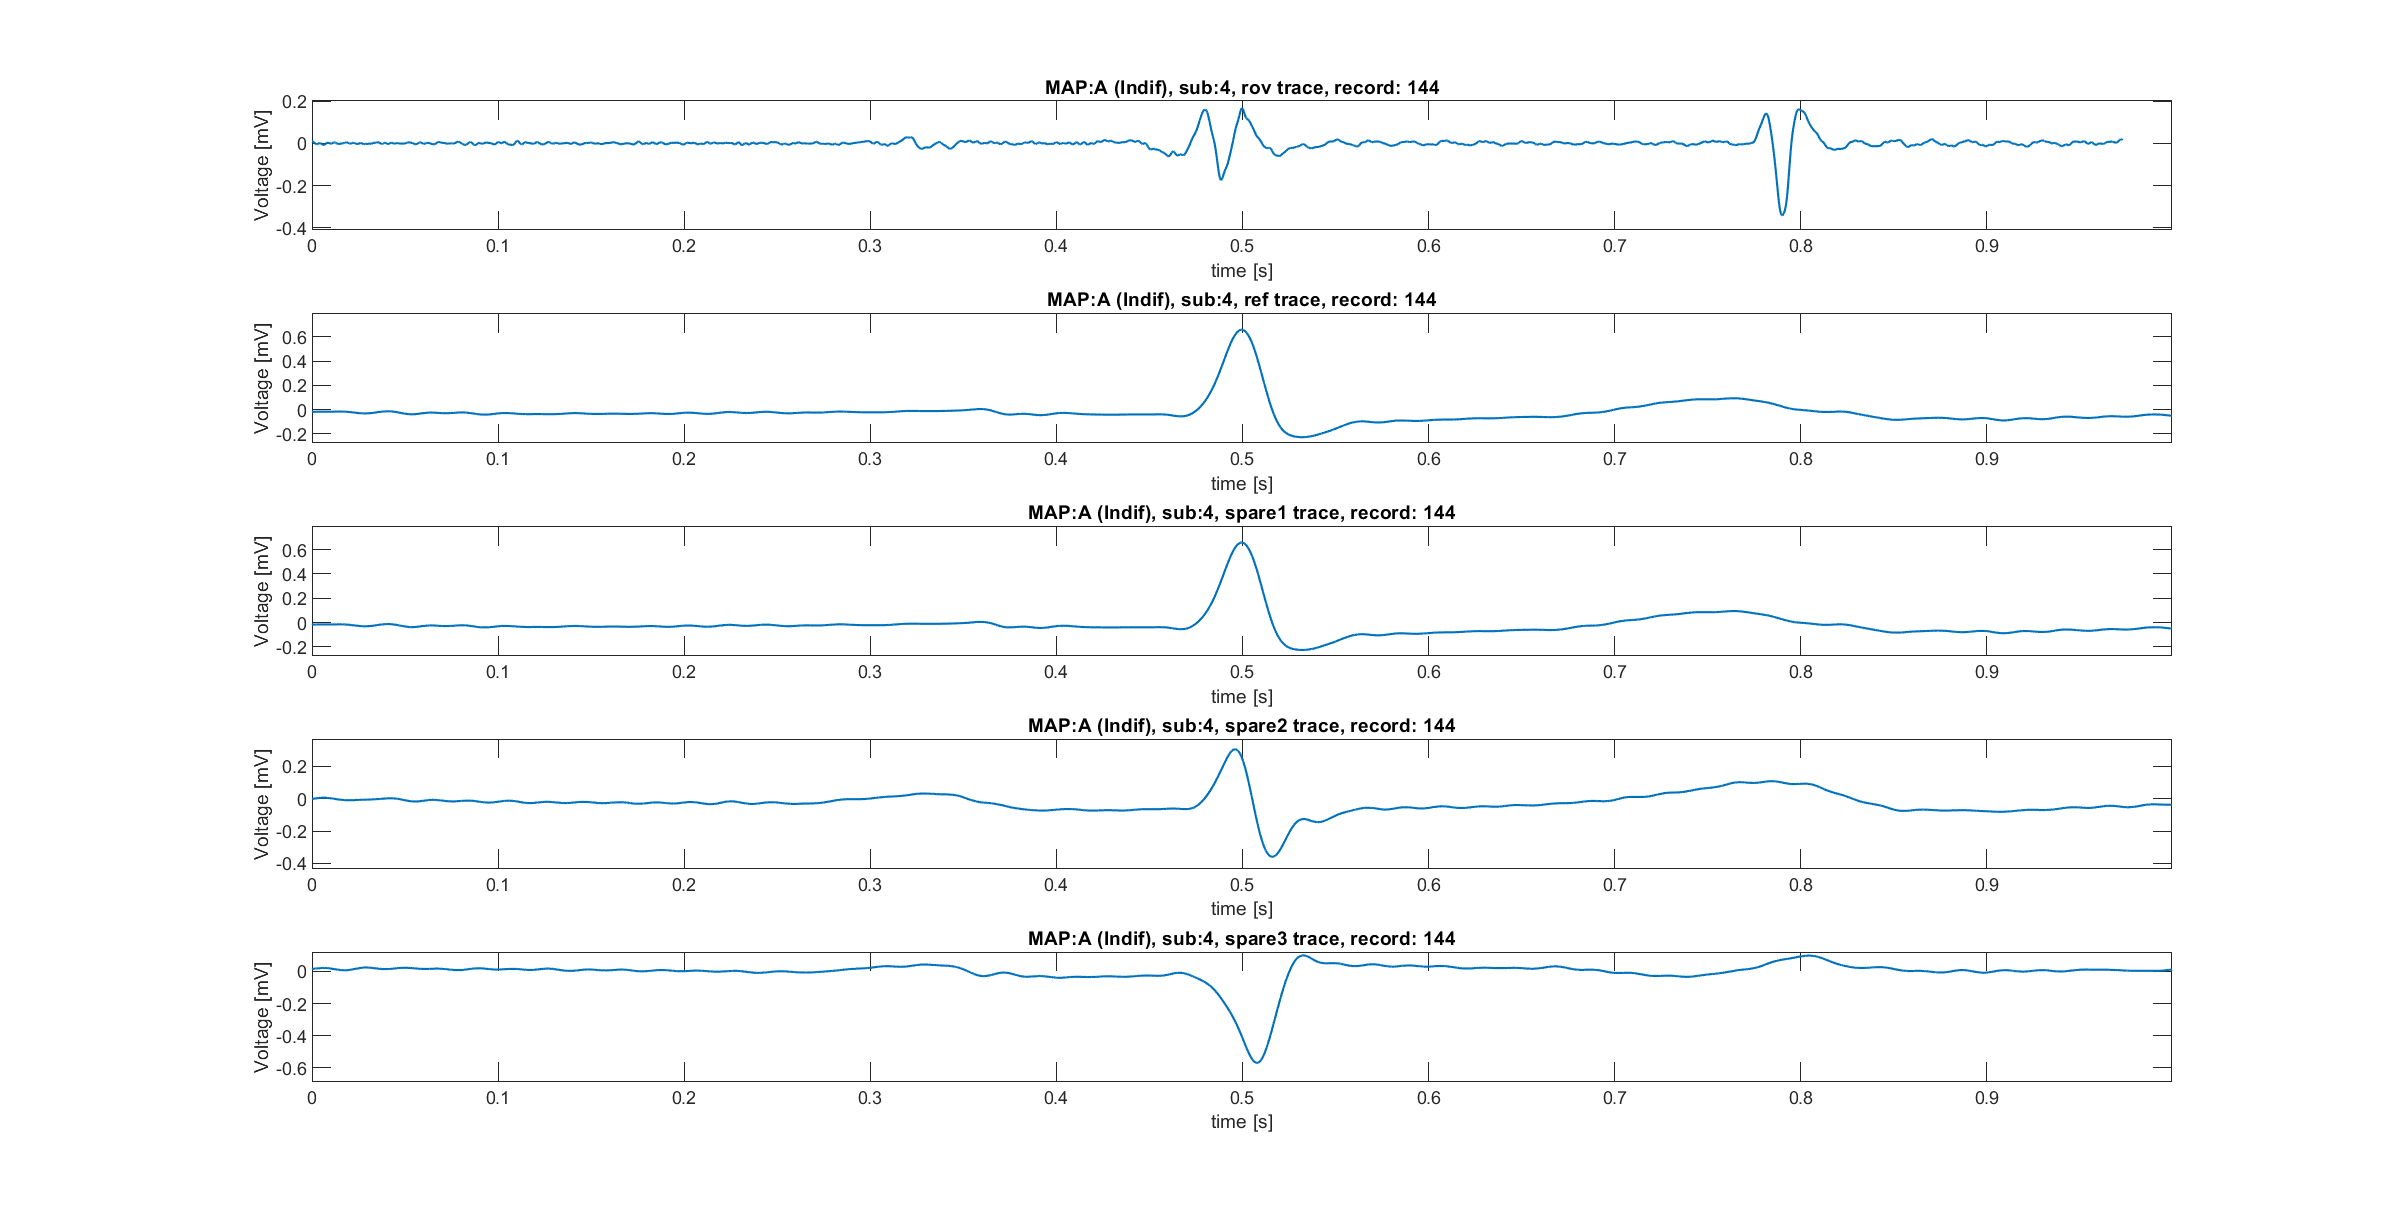 MAP:A (Indif), sub:4, rov trace, record: 144
Voltage [mV]
0.2
0
-0.2
-0.4
0 0.1 0.2 0.3 0.4 0.5 0.6 0.7 0.8 0.9
time [s]
MAP:A (Indif), sub:4, ref trace, record: 144
Voltage [mV]
0.6
0.4
0.2
0
-0.2
0 0.1 0.2 0.3 0.4 0.5 0.6 0.7 0.8 0.9
time [s]
MAP:A (Indif), sub:4, spare1 trace, record: 144
Voltage [mV]
0.6
0.4
0.2
0
-0.2
0 0.1 0.2 0.3 0.4 0.5 0.6 0.7 0.8 0.9
time [s]
MAP:A (Indif), sub:4, spare2 trace, record: 144
Voltage [mV]
0.2
0
-0.2
-0.4
0 0.1 0.2 0.3 0.4 0.5 0.6 0.7 0.8 0.9
time [s]
MAP:A (Indif), sub:4, spare3 trace, record: 144
Voltage [mV]
0
-0.2
-0.4
-0.6
0 0.1 0.2 0.3 0.4 0.5 0.6 0.7 0.8 0.9
time [s]